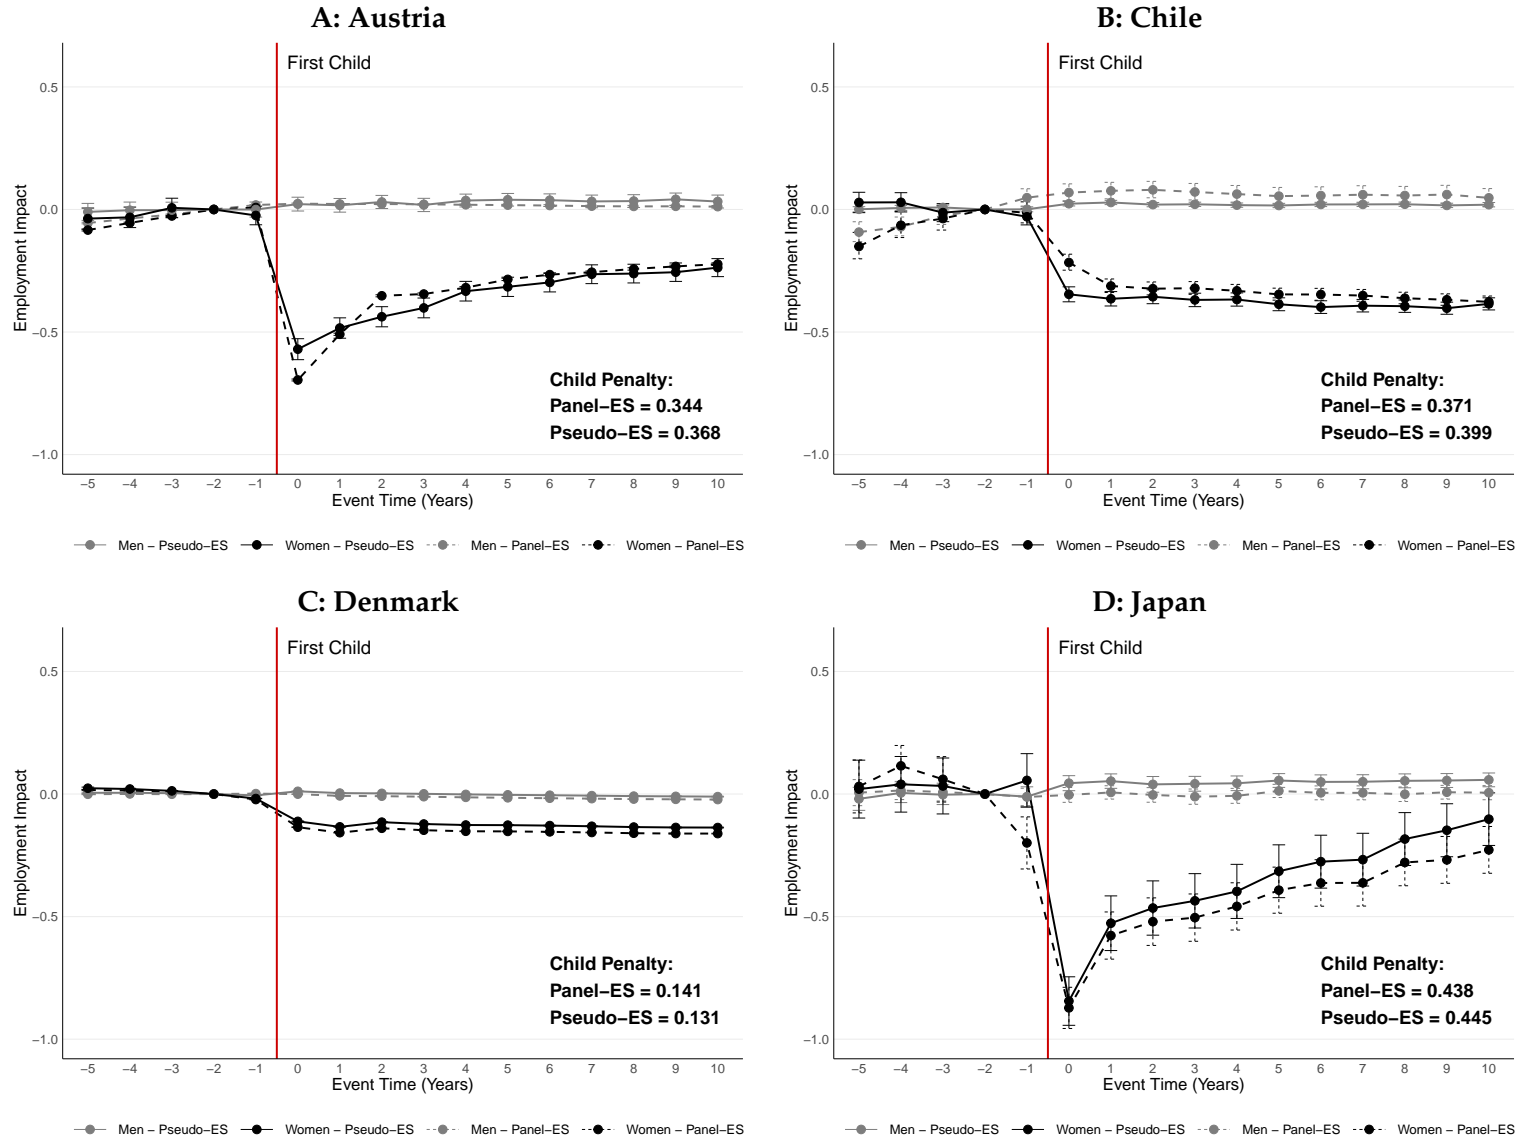 A: Austria
First Child
0.5
0.0
−0.5
−1.0
Employment Impact
Child Penalty:
Panel−ES = 0.344
Pseudo−ES = 0.368
−5 −4 −3 −2 −1 0 1 2 3 4 5 6 7 8 9 10
Event Time (Years)
Men − Pseudo−ES Women − Pseudo−ES Men − Panel−ES Women − Panel−ES
B: Chile
First Child
0.5
0.0
−0.5
−1.0
Employment Impact
Child Penalty:
Panel−ES = 0.371
Pseudo−ES = 0.399
−5 −4 −3 −2 −1 0 1 2 3 4 5 6 7 8 9 10
Event Time (Years)
Men − Pseudo−ES Women − Pseudo−ES Men − Panel−ES Women − Panel−ES
C: Denmark
First Child
0.5
0.0
−0.5
−1.0
Employment Impact
Child Penalty:
Panel−ES = 0.141
Pseudo−ES = 0.131
−5 −4 −3 −2 −1 0 1 2 3 4 5 6 7 8 9 10
Event Time (Years)
Men − Pseudo−ES Women − Pseudo−ES Men − Panel−ES Women − Panel−ES
D: Japan
First Child
0.5
0.0
−0.5
−1.0
Employment Impact
Child Penalty:
Panel−ES = 0.438
Pseudo−ES = 0.445
−5 −4 −3 −2 −1 0 1 2 3 4 5 6 7 8 9 10
Event Time (Years)
Men − Pseudo−ES Women − Pseudo−ES Men − Panel−ES Women − Panel−ES